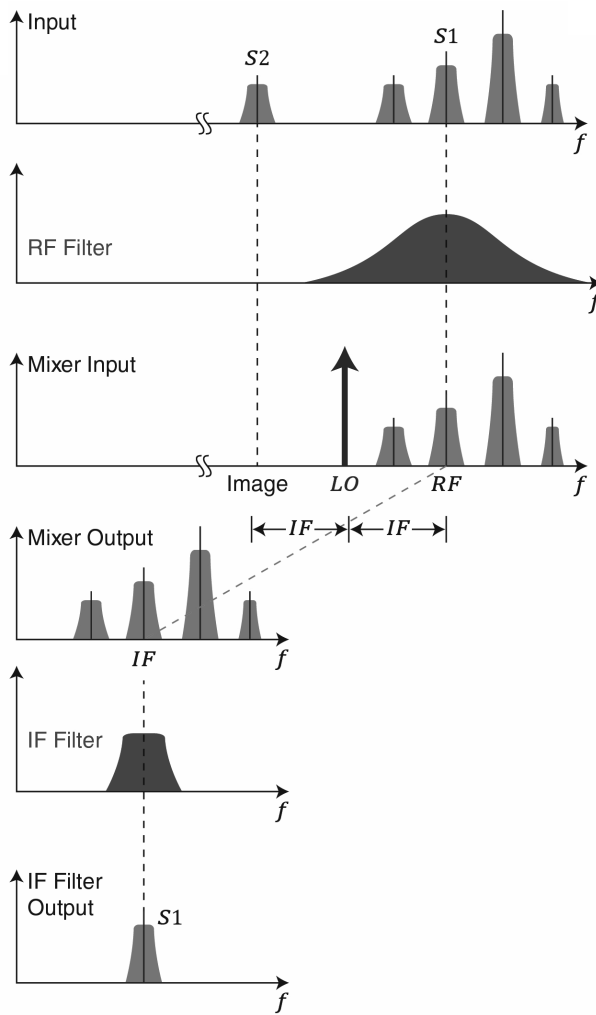 Input
S2
S1
f
RF Filter
f
Mixer Input
Image
LO
RF
f
IF
IF
Mixer Output
IF
f
IF Filter
f
IF Filter
Output
S1
f